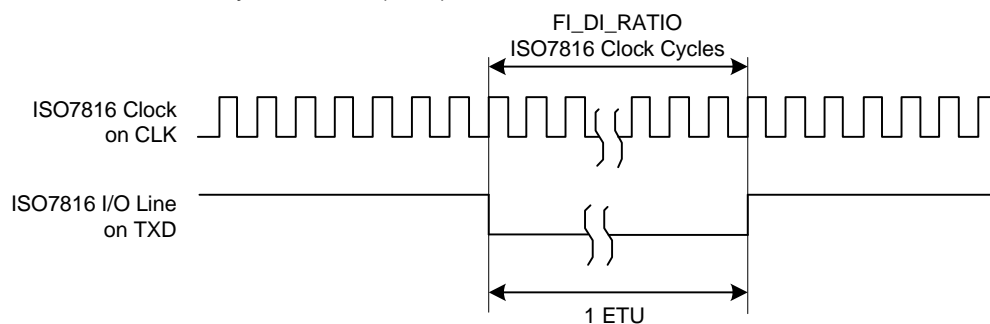 FI_DI_RATIO
ISO7816 Clock Cycles
ISO7816 Clock
on CLK
ISO7816 I/O Line
on TXD
1 ETU